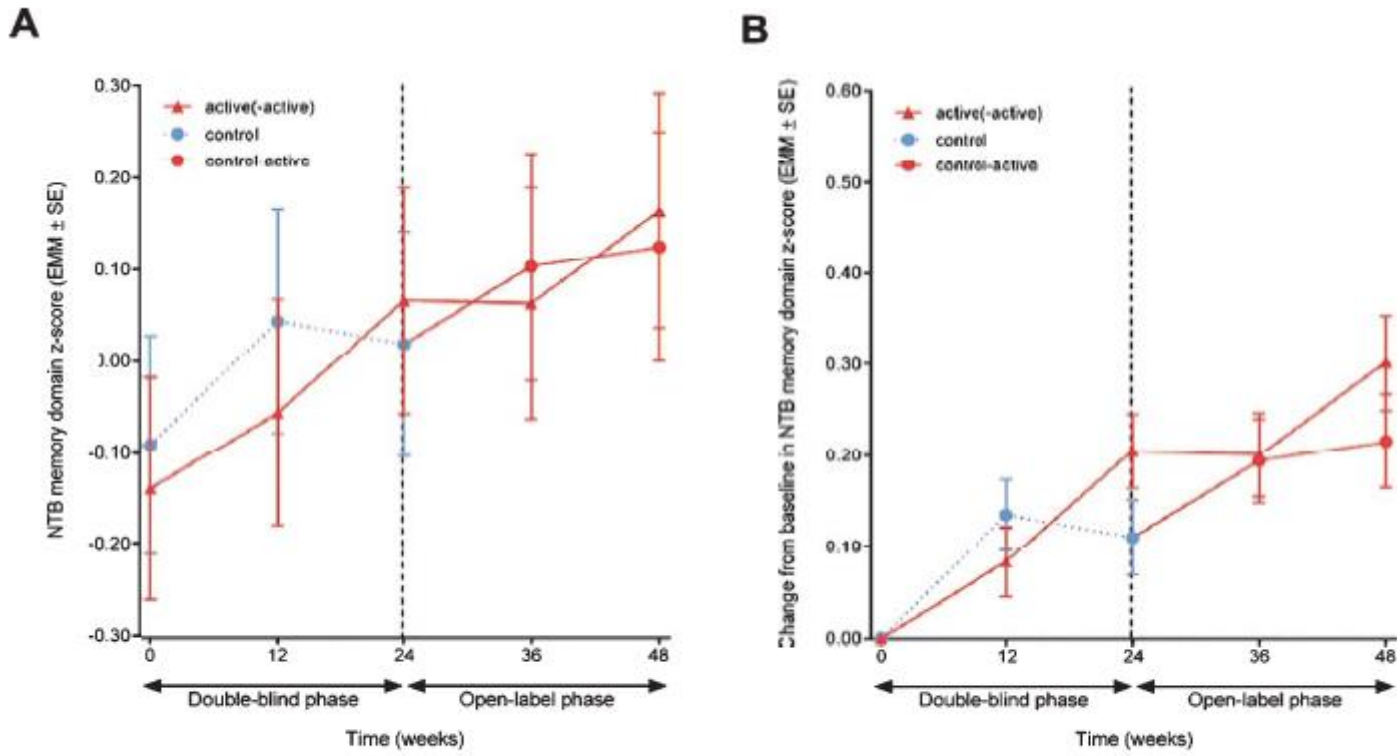 A
NTB memory domain z-score (EMM ± SE)
0.30
0.20
0.10
0.00
-0.10
-0.20
-0.30
active(-active)
control
control-active
0
12
24
36
48
Double-blind phase
Open-label phase
Time (weeks)
B
Change from baseline in NTB memory domain z-score (EMM ± SE)
0.60
0.50
0.40
0.30
0.20
0.10
0.00
active(-active)
control
control-active
0
12
24
36
48
Double-blind phase
Open-label phase
Time (weeks)